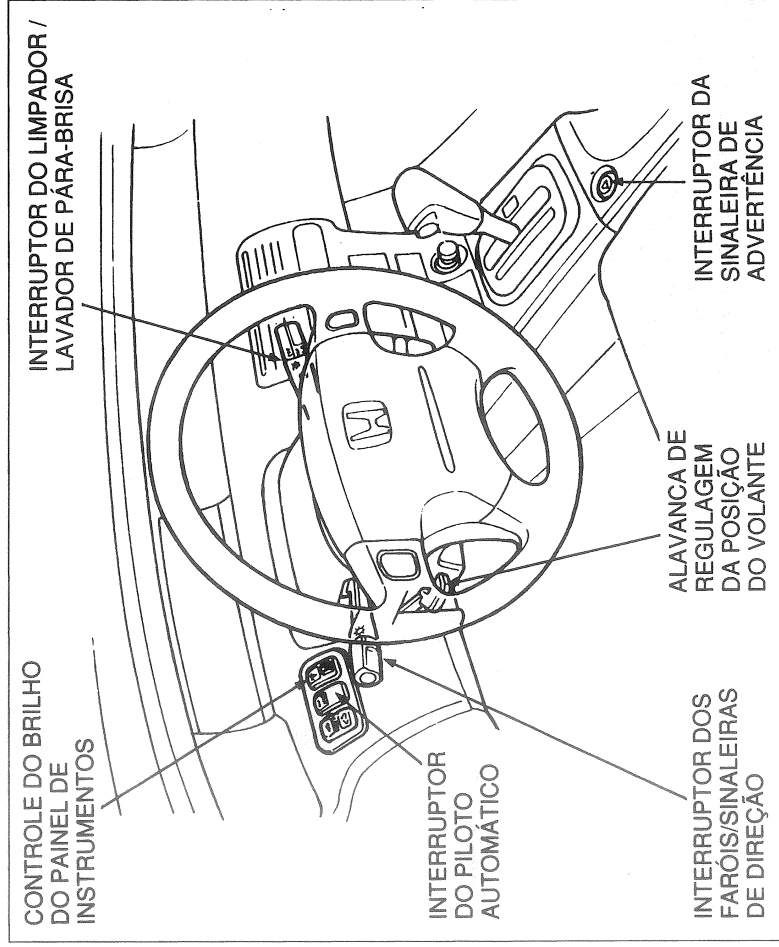 CONTROLE DO BRILHO
DO PAINEL DE
INSTRUMENTOS
INTERRUPTOR DO LIMPADOR /
LAVADOR DE PÁRA-BRISA
INTERRUPTOR
DO PILOTO
AUTOMÁTICO
INTERRUPTOR DOS
FARÓIS/SINALEIRAS
DE DIREÇÃO
ALAVANCA DE
REGULAGEM
DA POSIÇÃO
DO VOLANTE
INTERRUPTOR DA
SINALEIRA DE
ADVERTÊNCIA